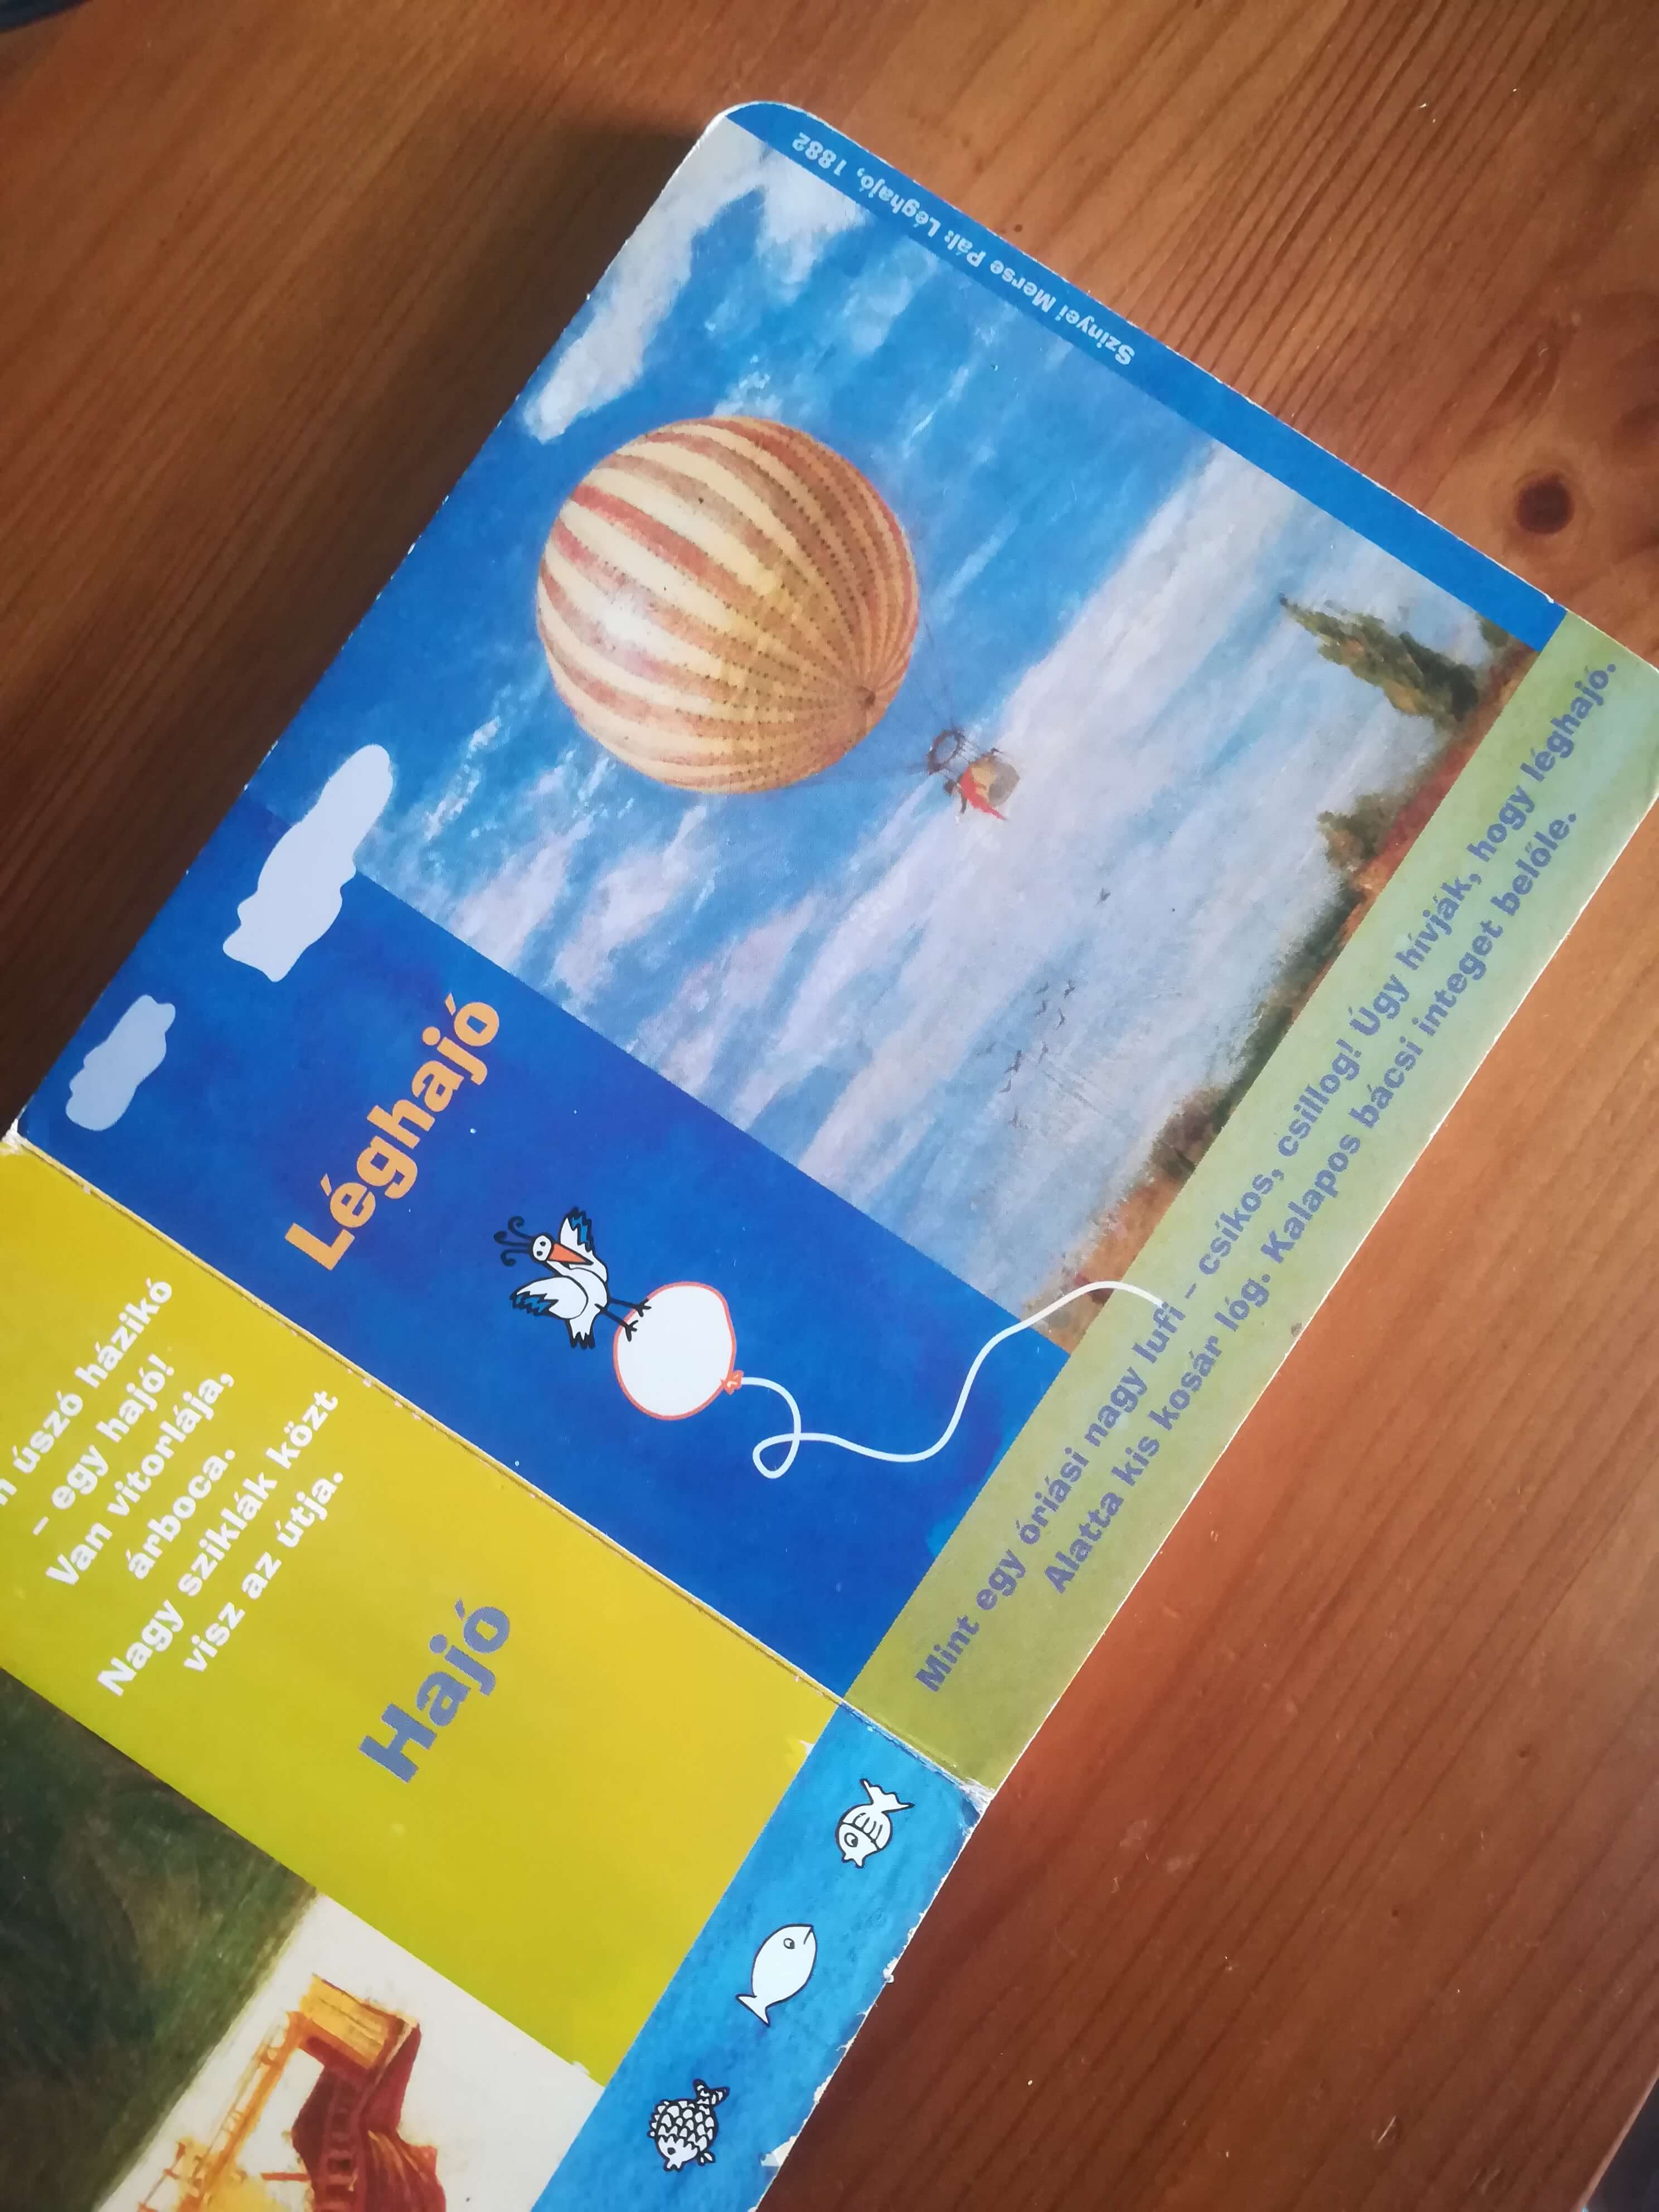 úszó házikó
– egy hajó!
Van vitorlája,
árboca.
Nagy sziklák közt
visz az útja.
Hajó
Léghajó
Szinyei Merse Pál: Léghajó, 1882
Mint egy óriási nagy lufi – csíkos, csillog! Úgy hívják, hogy léghajó.
Alatta kis kosár lóg. Kalapos bácsi integet belőle.